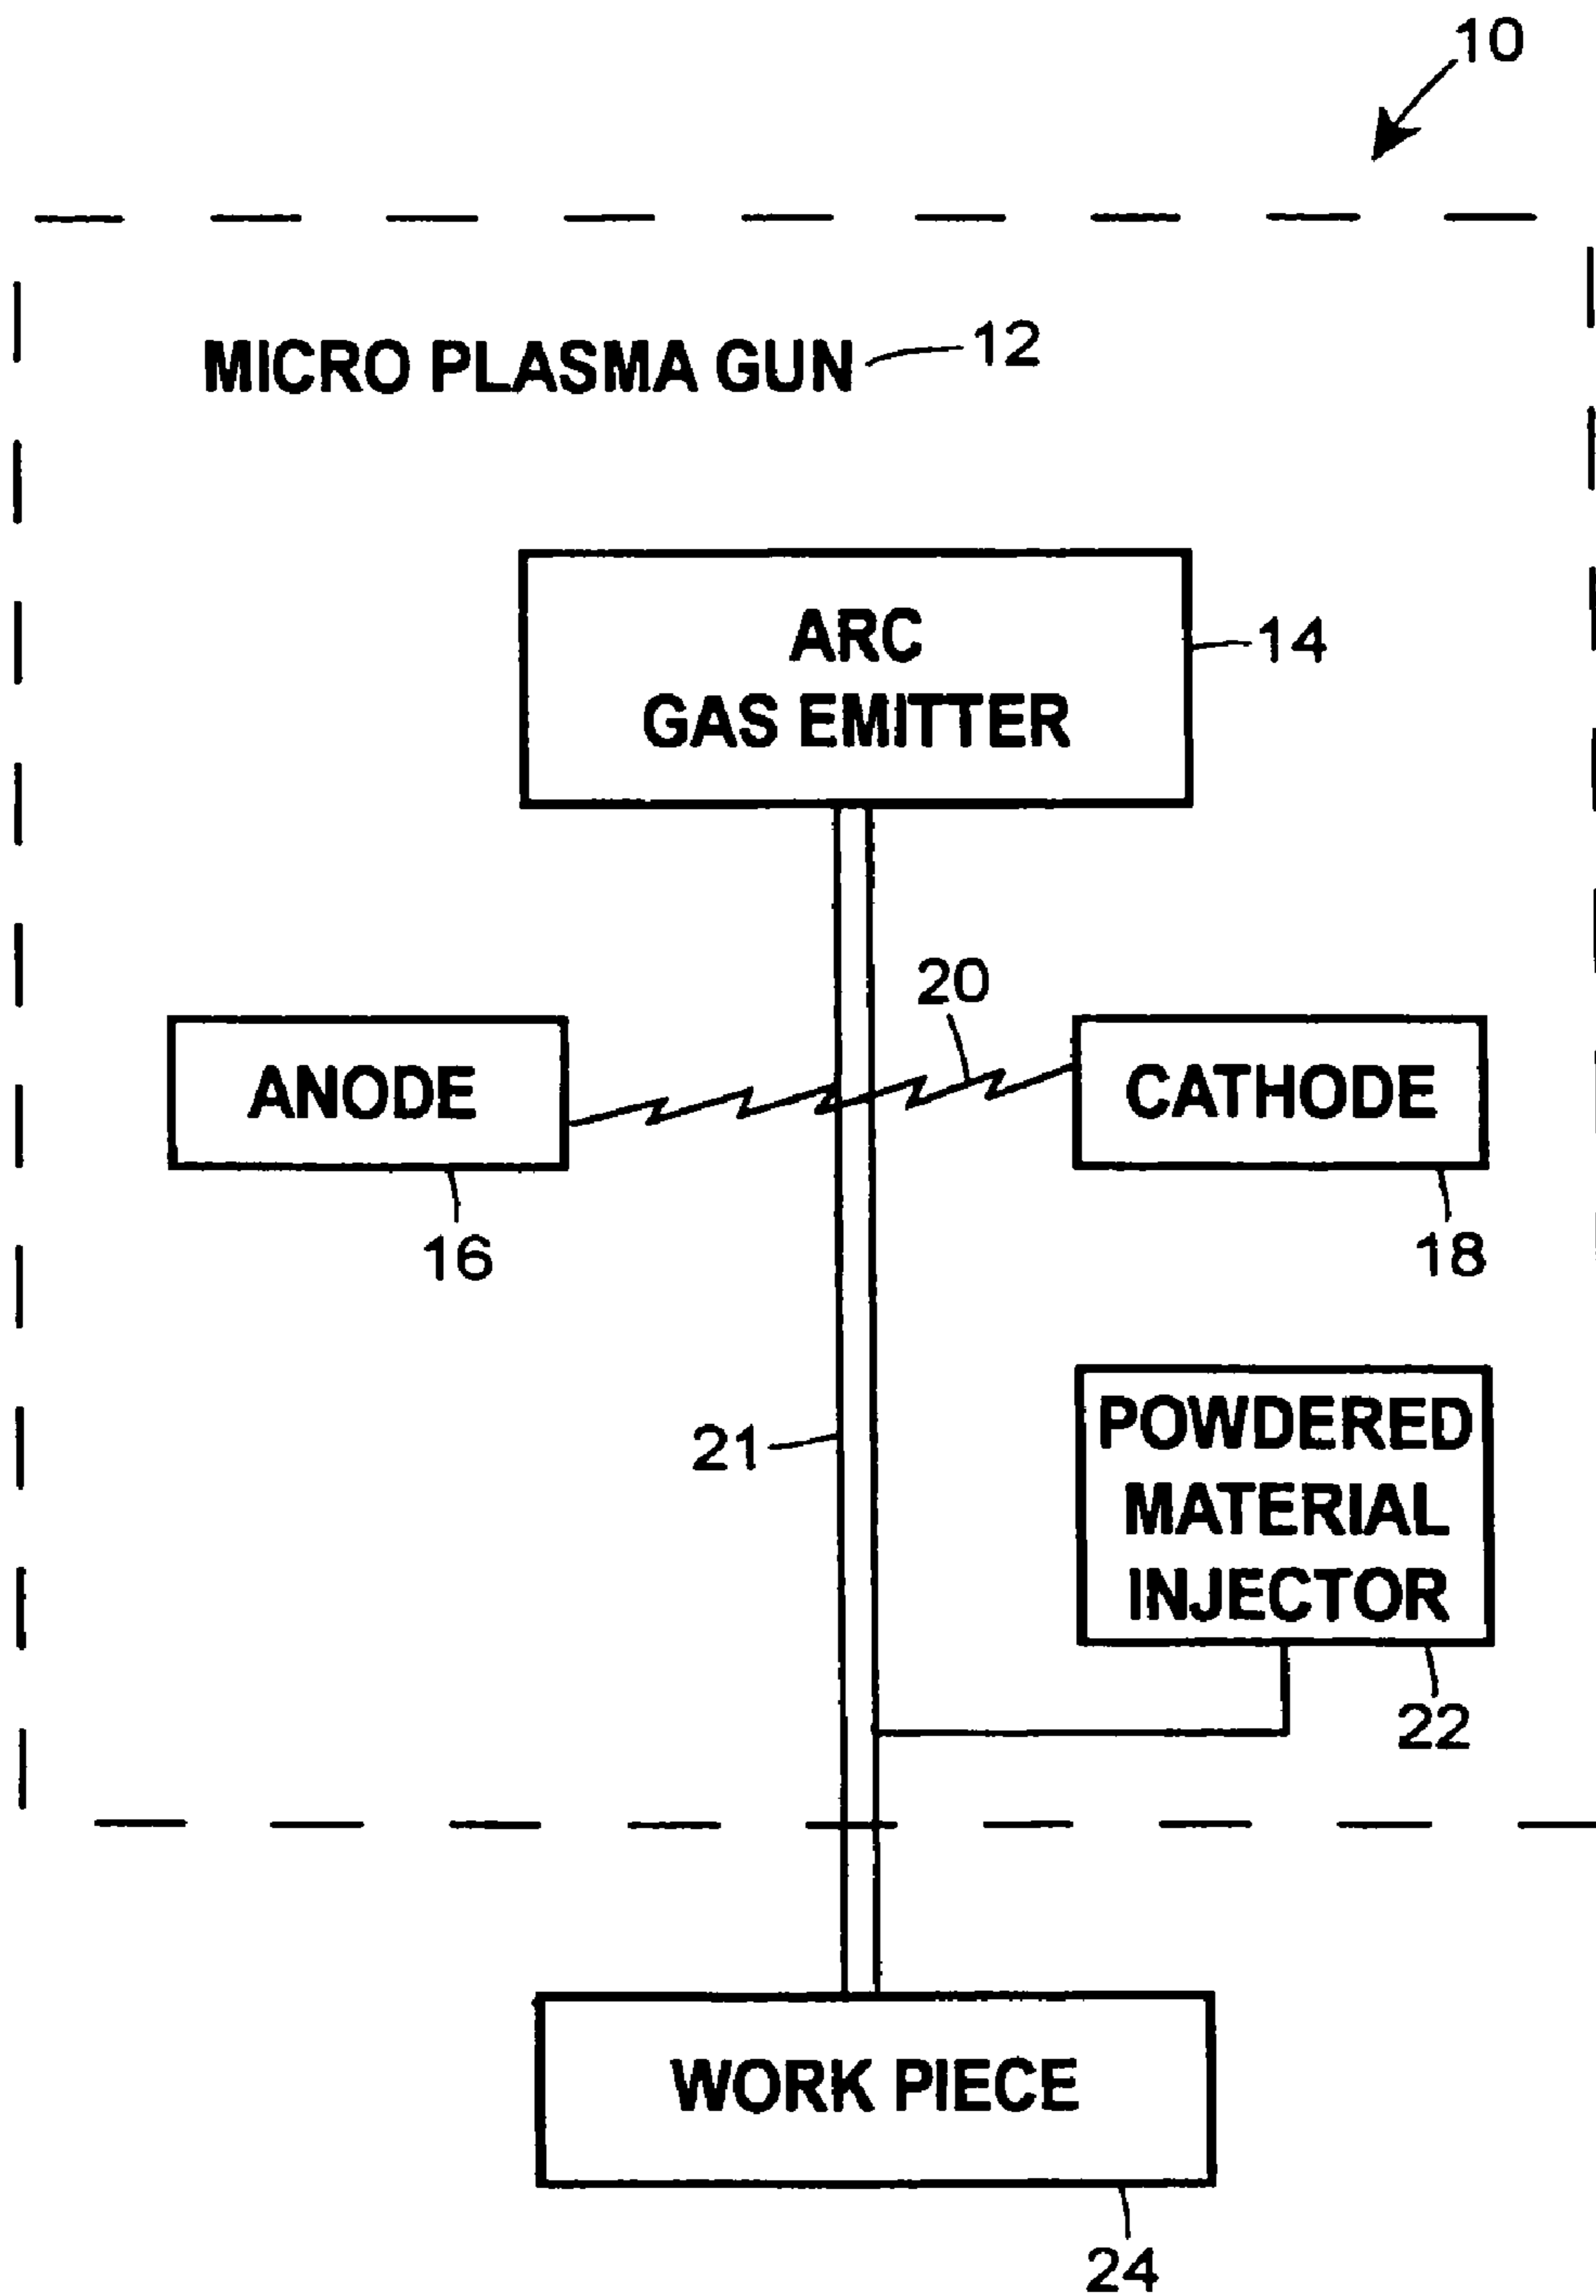 10
MICRO PLASMA GUN 12
ARC
GAS EMITTER
14
20
ANODE
CATHODE
16
18
21
POWDERED
MATERIAL
INJECTOR
22
WORK PIECE
24